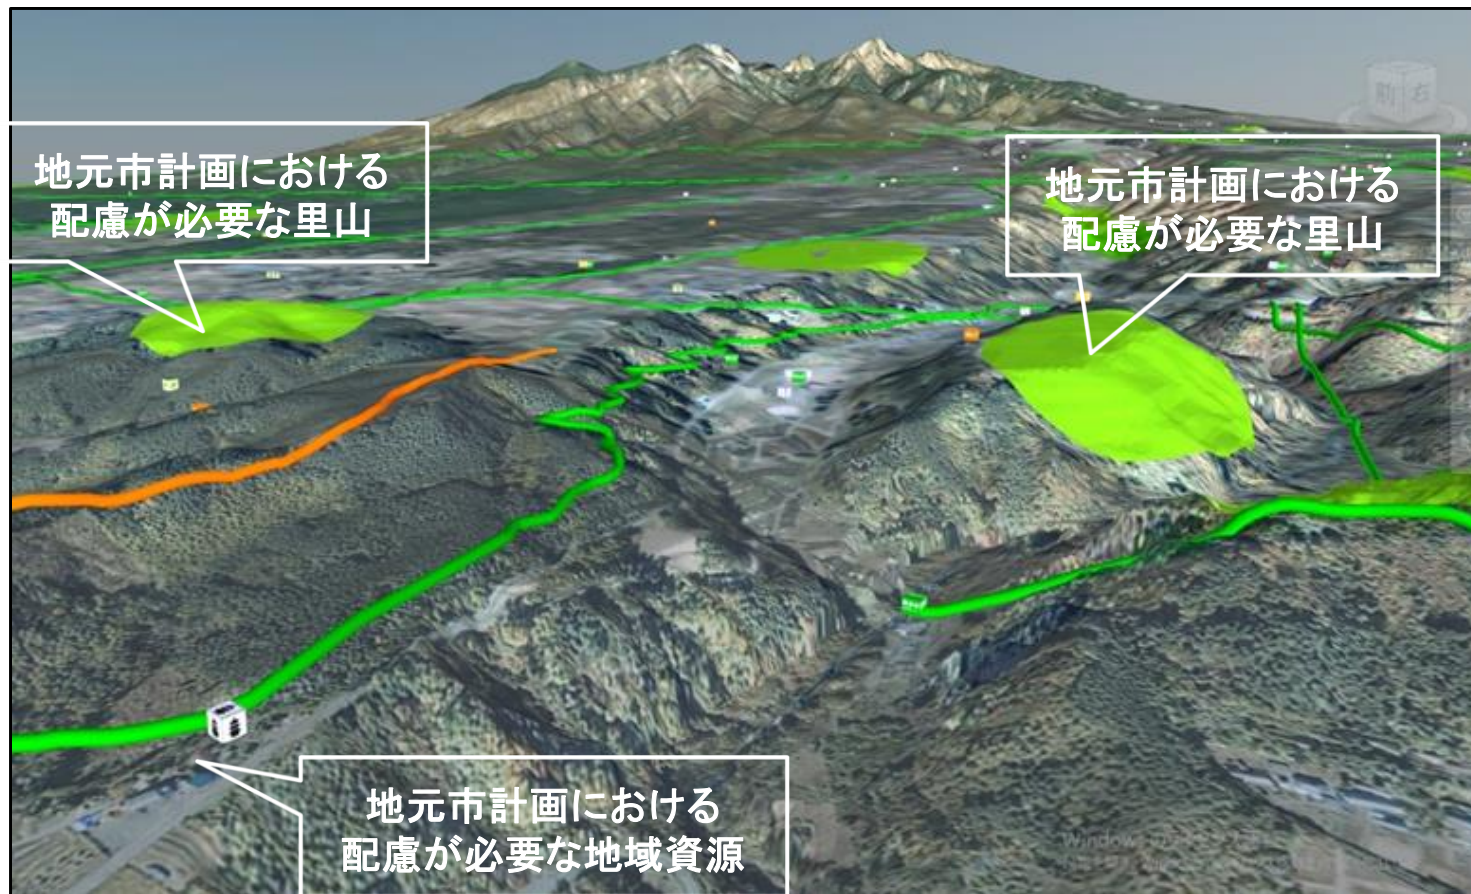 地元市計画における
配慮が必要な里山
地元市計画における
配慮が必要な里山
前 右
地元市計画における
配慮が必要な地域資源